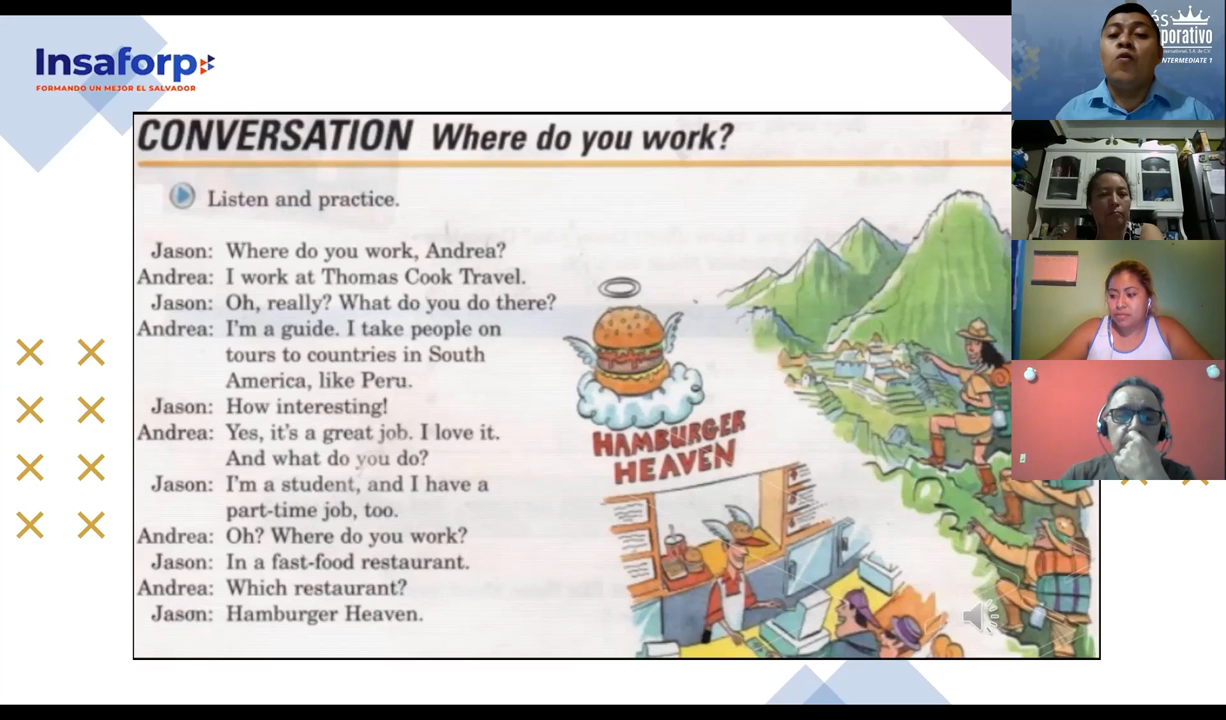 Insaforp
FORMANDO UN MEJOR EL SALVADOR
CONVERSATION Where do you work?
Listen and practice.
Jason: Where do you work, Andrea?
Andrea: I work at Thomas Cook Travel.
Jason: Oh, really? What do you do there?
Andrea: I'm a guide. I take people on
tours to countries in South
America, like Peru.
Jason: How interesting!
Andrea: Yes, it's a great job. I love it.
And what do you do?
Jason: I'm a student, and I have a
part-time job, too.
Andrea: Oh? Where do you work?
Jason: In a fast-food restaurant.
Andrea: Which restaurant?
Jason: Hamburger Heaven.
HAMBURGER
HEAVEN
és
porativo
NTERMEDIATE 1